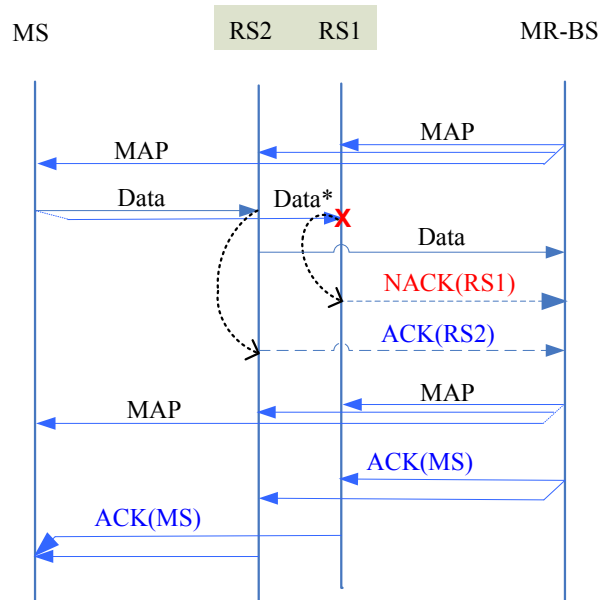 MS
RS2
RS1
MR-BS
MAP
MAP
Data
Data*
X
Data
NACK(RS1)
ACK(RS2)
MAP
MAP
ACK(MS)
ACK(MS)